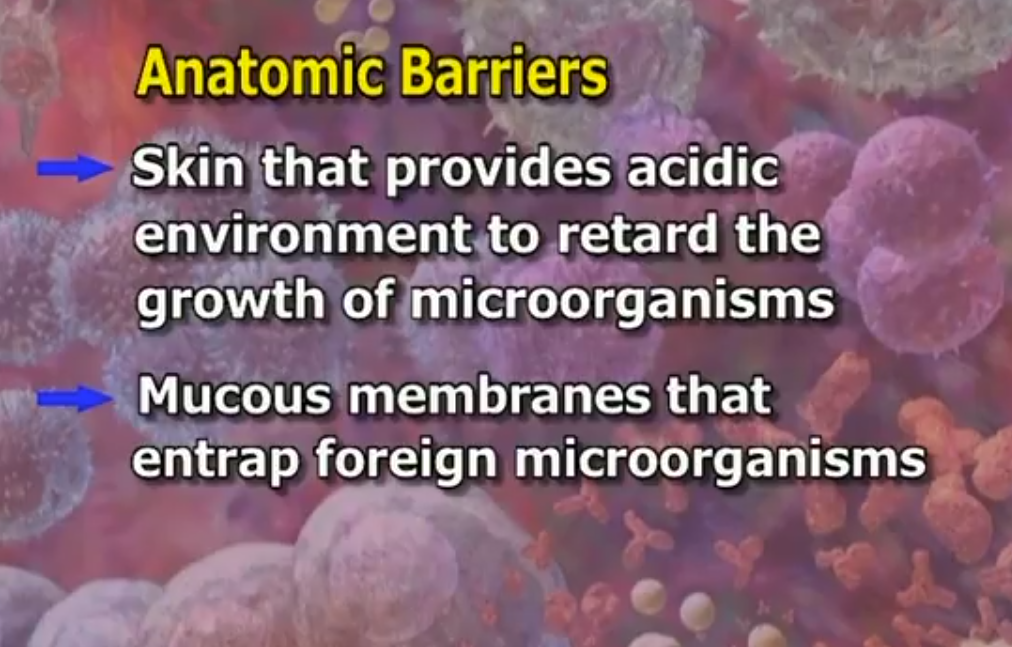 Anatomic Barriers
Skin that provides acidic
environment to retard the
growth of microorganisms
Mucous membranes that
entrap foreign microorganisms